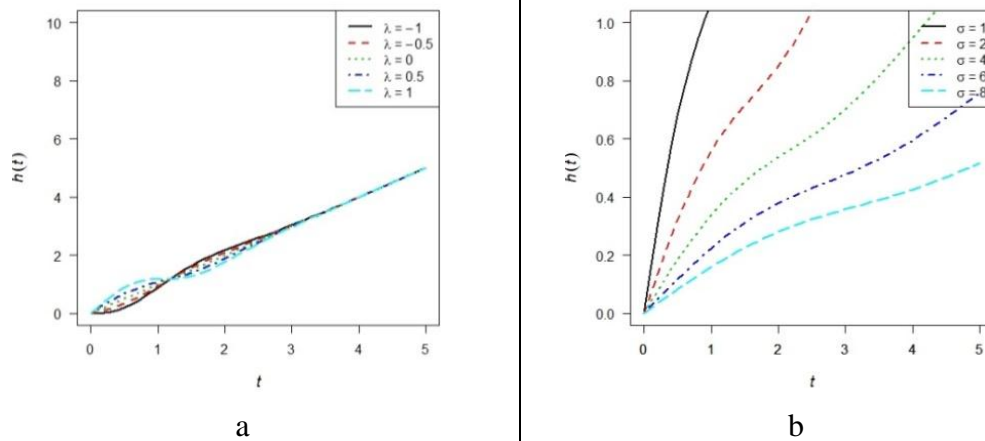 10
8
6
4
2
0
h(t)
λ = −1
λ = −0.5
λ = 0
λ = 0.5
λ = 1
0 1 2 3 4 5
t
a
1.0
0.8
0.6
0.4
0.2
0.0
h(t)
σ = 1
σ = 2
σ = 4
σ = 6
σ = 8
0 1 2 3 4 5
t
b